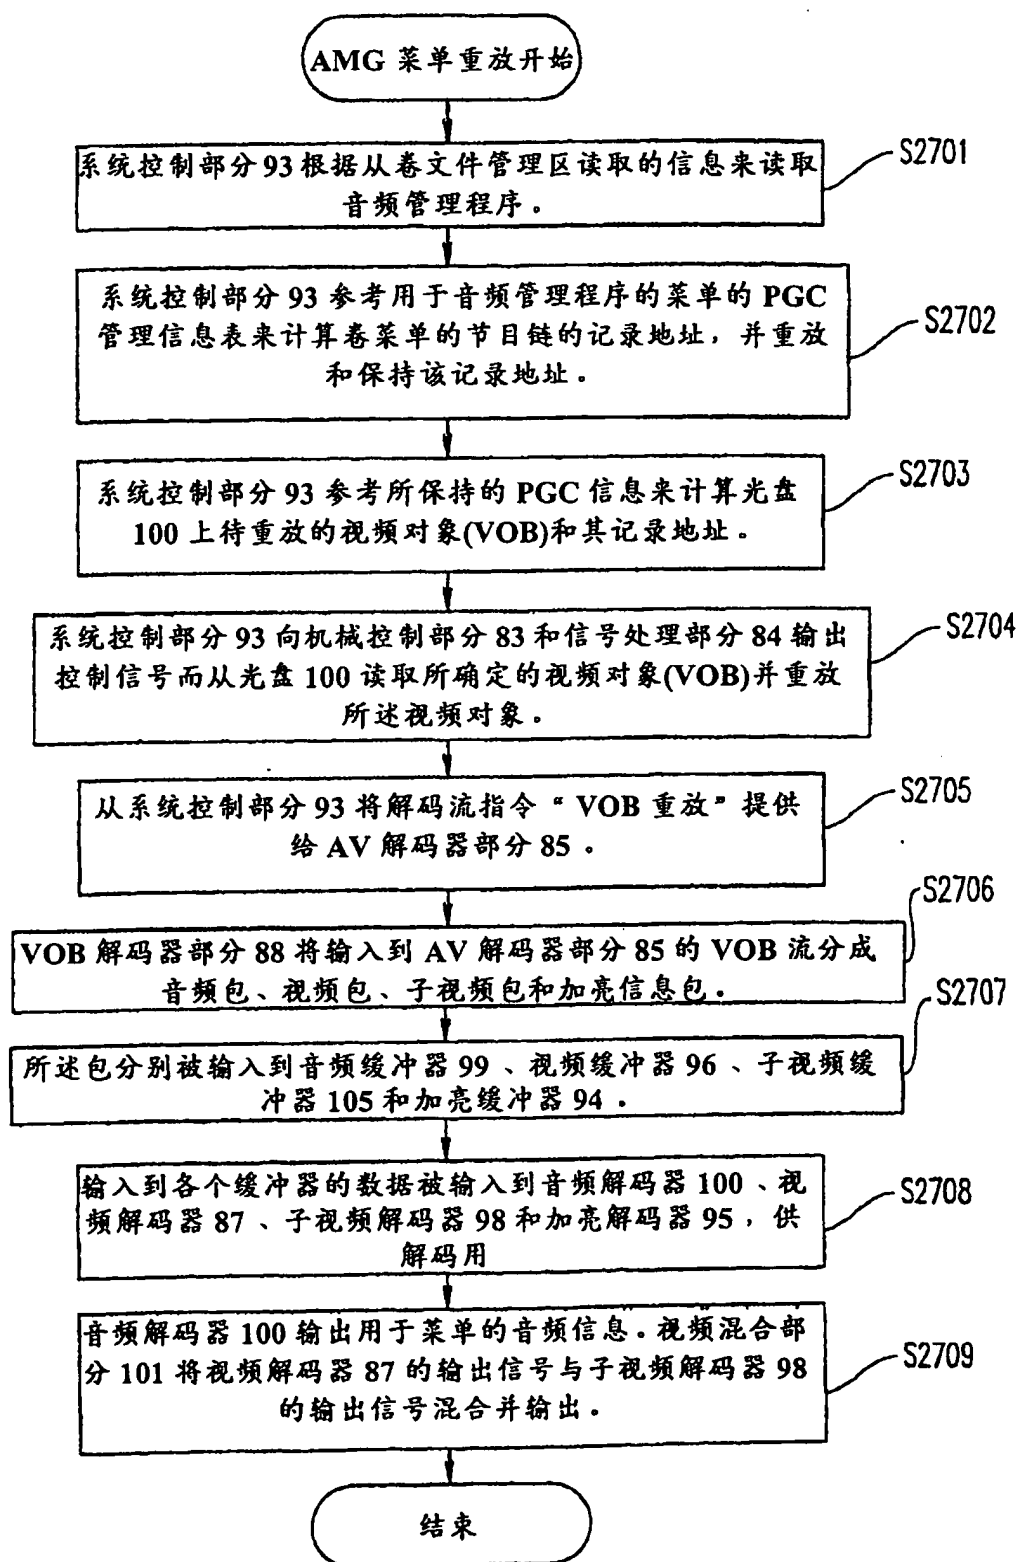 AMG 菜单重放开始
系统控制部分 93 根据从卷文件管理区读取的信息来读取
音频管理程序。
S2701
系统控制部分 93 参考用于音频管理程序的菜单的 PGC
管理信息表来计算卷菜单的节目链的记录地址，并重放
和保持该记录地址。
S2702
系统控制部分 93 参考所保持的 PGC 信息来计算光盘
100 上待重放的视频对象(VOB)和其记录地址。
S2703
系统控制部分 93 向机械控制部分 83 和信号处理部分 84 输出
控制信号而从光盘 100 读取所确定的视频对象(VOB)并重放
所述视频对象。
S2704
从系统控制部分 93 将解码流指令“VOB 重放”提供
给 AV 解码器部分 85。
S2705
VOB 解码器部分 88 将输入到 AV 解码器部分 85 的 VOB 流分成
音频包、视频包、子视频包和加亮信息包。
S2706
所述包分别被输入到音频缓冲器 99、视频缓冲器 96、子视频缓
冲器 105 和加亮缓冲器 94。
S2707
输入到各个缓冲器的数据被输入到音频解码器 100、视
频解码器 87、子视频解码器 98 和加亮解码器 95，供
解码用
S2708
音频解码器 100 输出用于菜单的音频信息。视频混合部
分 101 将视频解码器 87 的输出信号与子视频解码器 98
的输出信号混合并输出。
S2709
结束